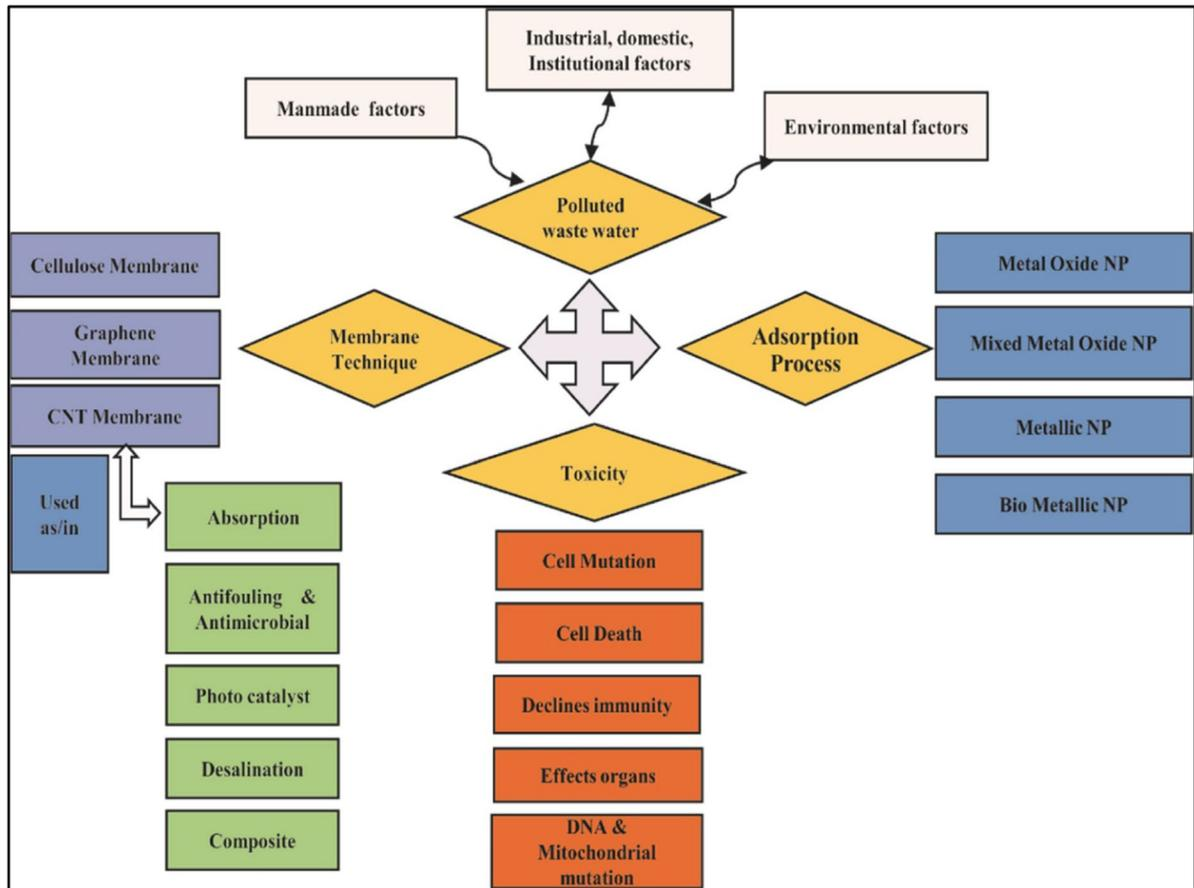 Industrial, domestic,
Institutional factors
Manmade factors
Environmental factors
Polluted
waste water
Cellulose Membrane
Graphene
Membrane
CNT Membrane
Used
as/in
Membrane
Technique
Adsorption
Process
Metal Oxide NP
Mixed Metal Oxide NP
Metallic NP
Bio Metallic NP
Toxicity
Absorption
Antifouling &
Antimicrobial
Photo catalyst
Desalination
Composite
Cell Mutation
Cell Death
Declines immunity
Effects organs
DNA &
Mitochondrial
mutation